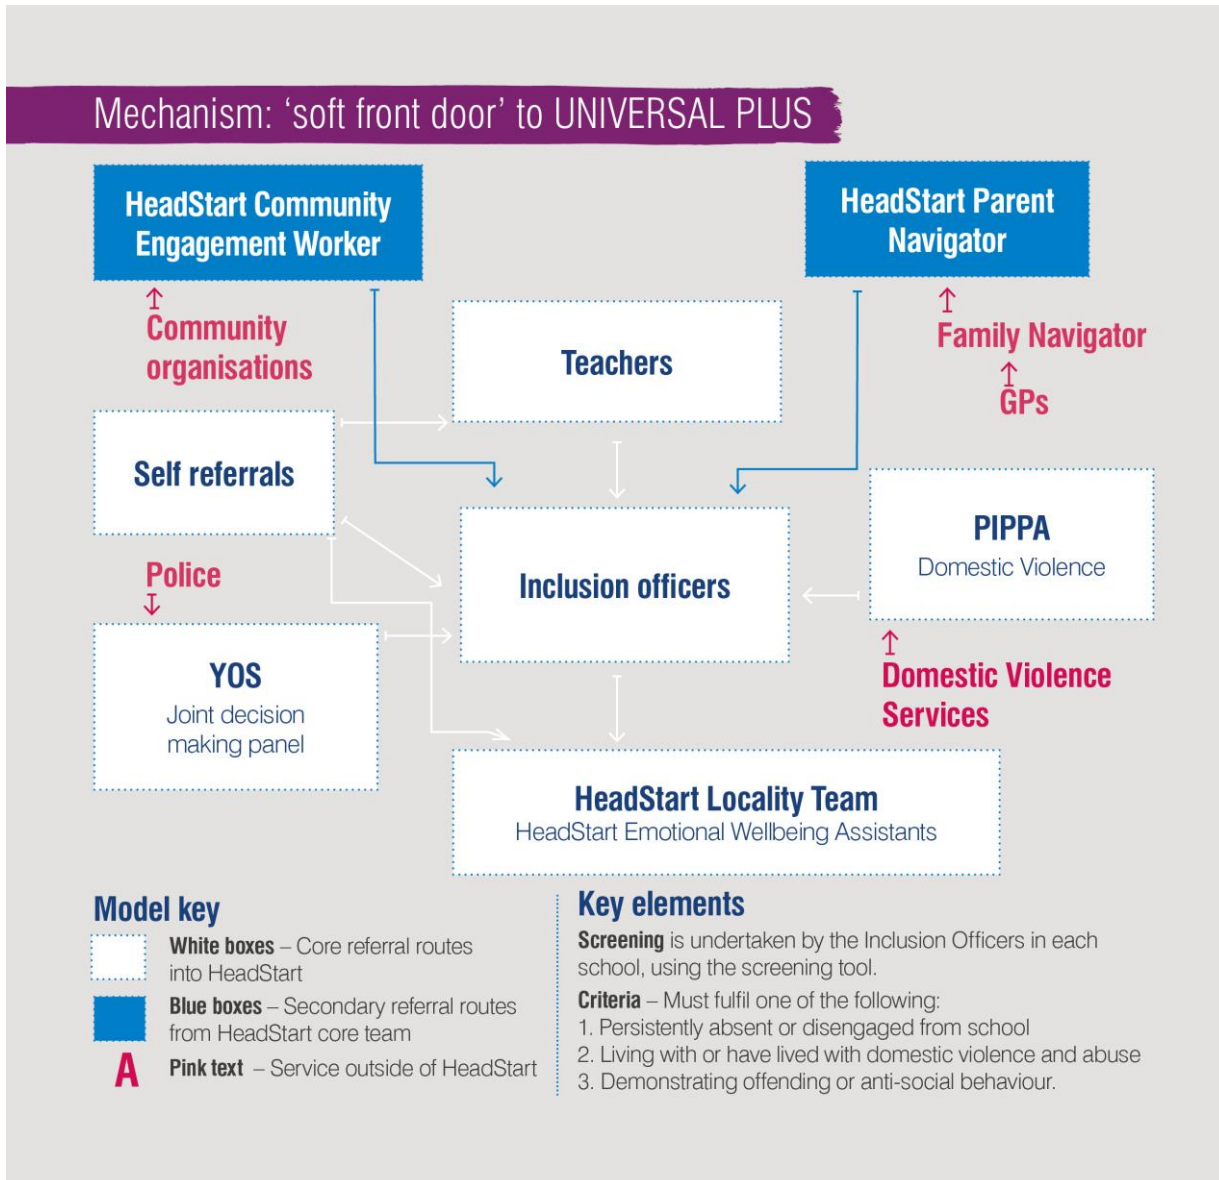 Mechanism: ‘soft front door’ to UNIVERSAL PLUS
HeadStart Community
Engagement Worker
HeadStart Parent
Navigator
Community
organisations
Teachers
Family Navigator
GPs
Self referrals
PIPPA
Domestic Violence
Inclusion officers
Police
YOS
Joint decision
making panel
Domestic Violence
Services
HeadStart Locality Team
HeadStart Emotional Wellbeing Assistants
Model key
White boxes – Core referral routes
into HeadStart
Blue boxes – Secondary referral routes
from HeadStart core team
A Pink text – Service outside of HeadStart
Key elements
Screening is undertaken by the Inclusion Officers in each
school, using the screening tool.
Criteria – Must fulfil one of the following:
1. Persistently absent or disengaged from school
2. Living with or have lived with domestic violence and abuse
3. Demonstrating offending or anti-social behaviour.